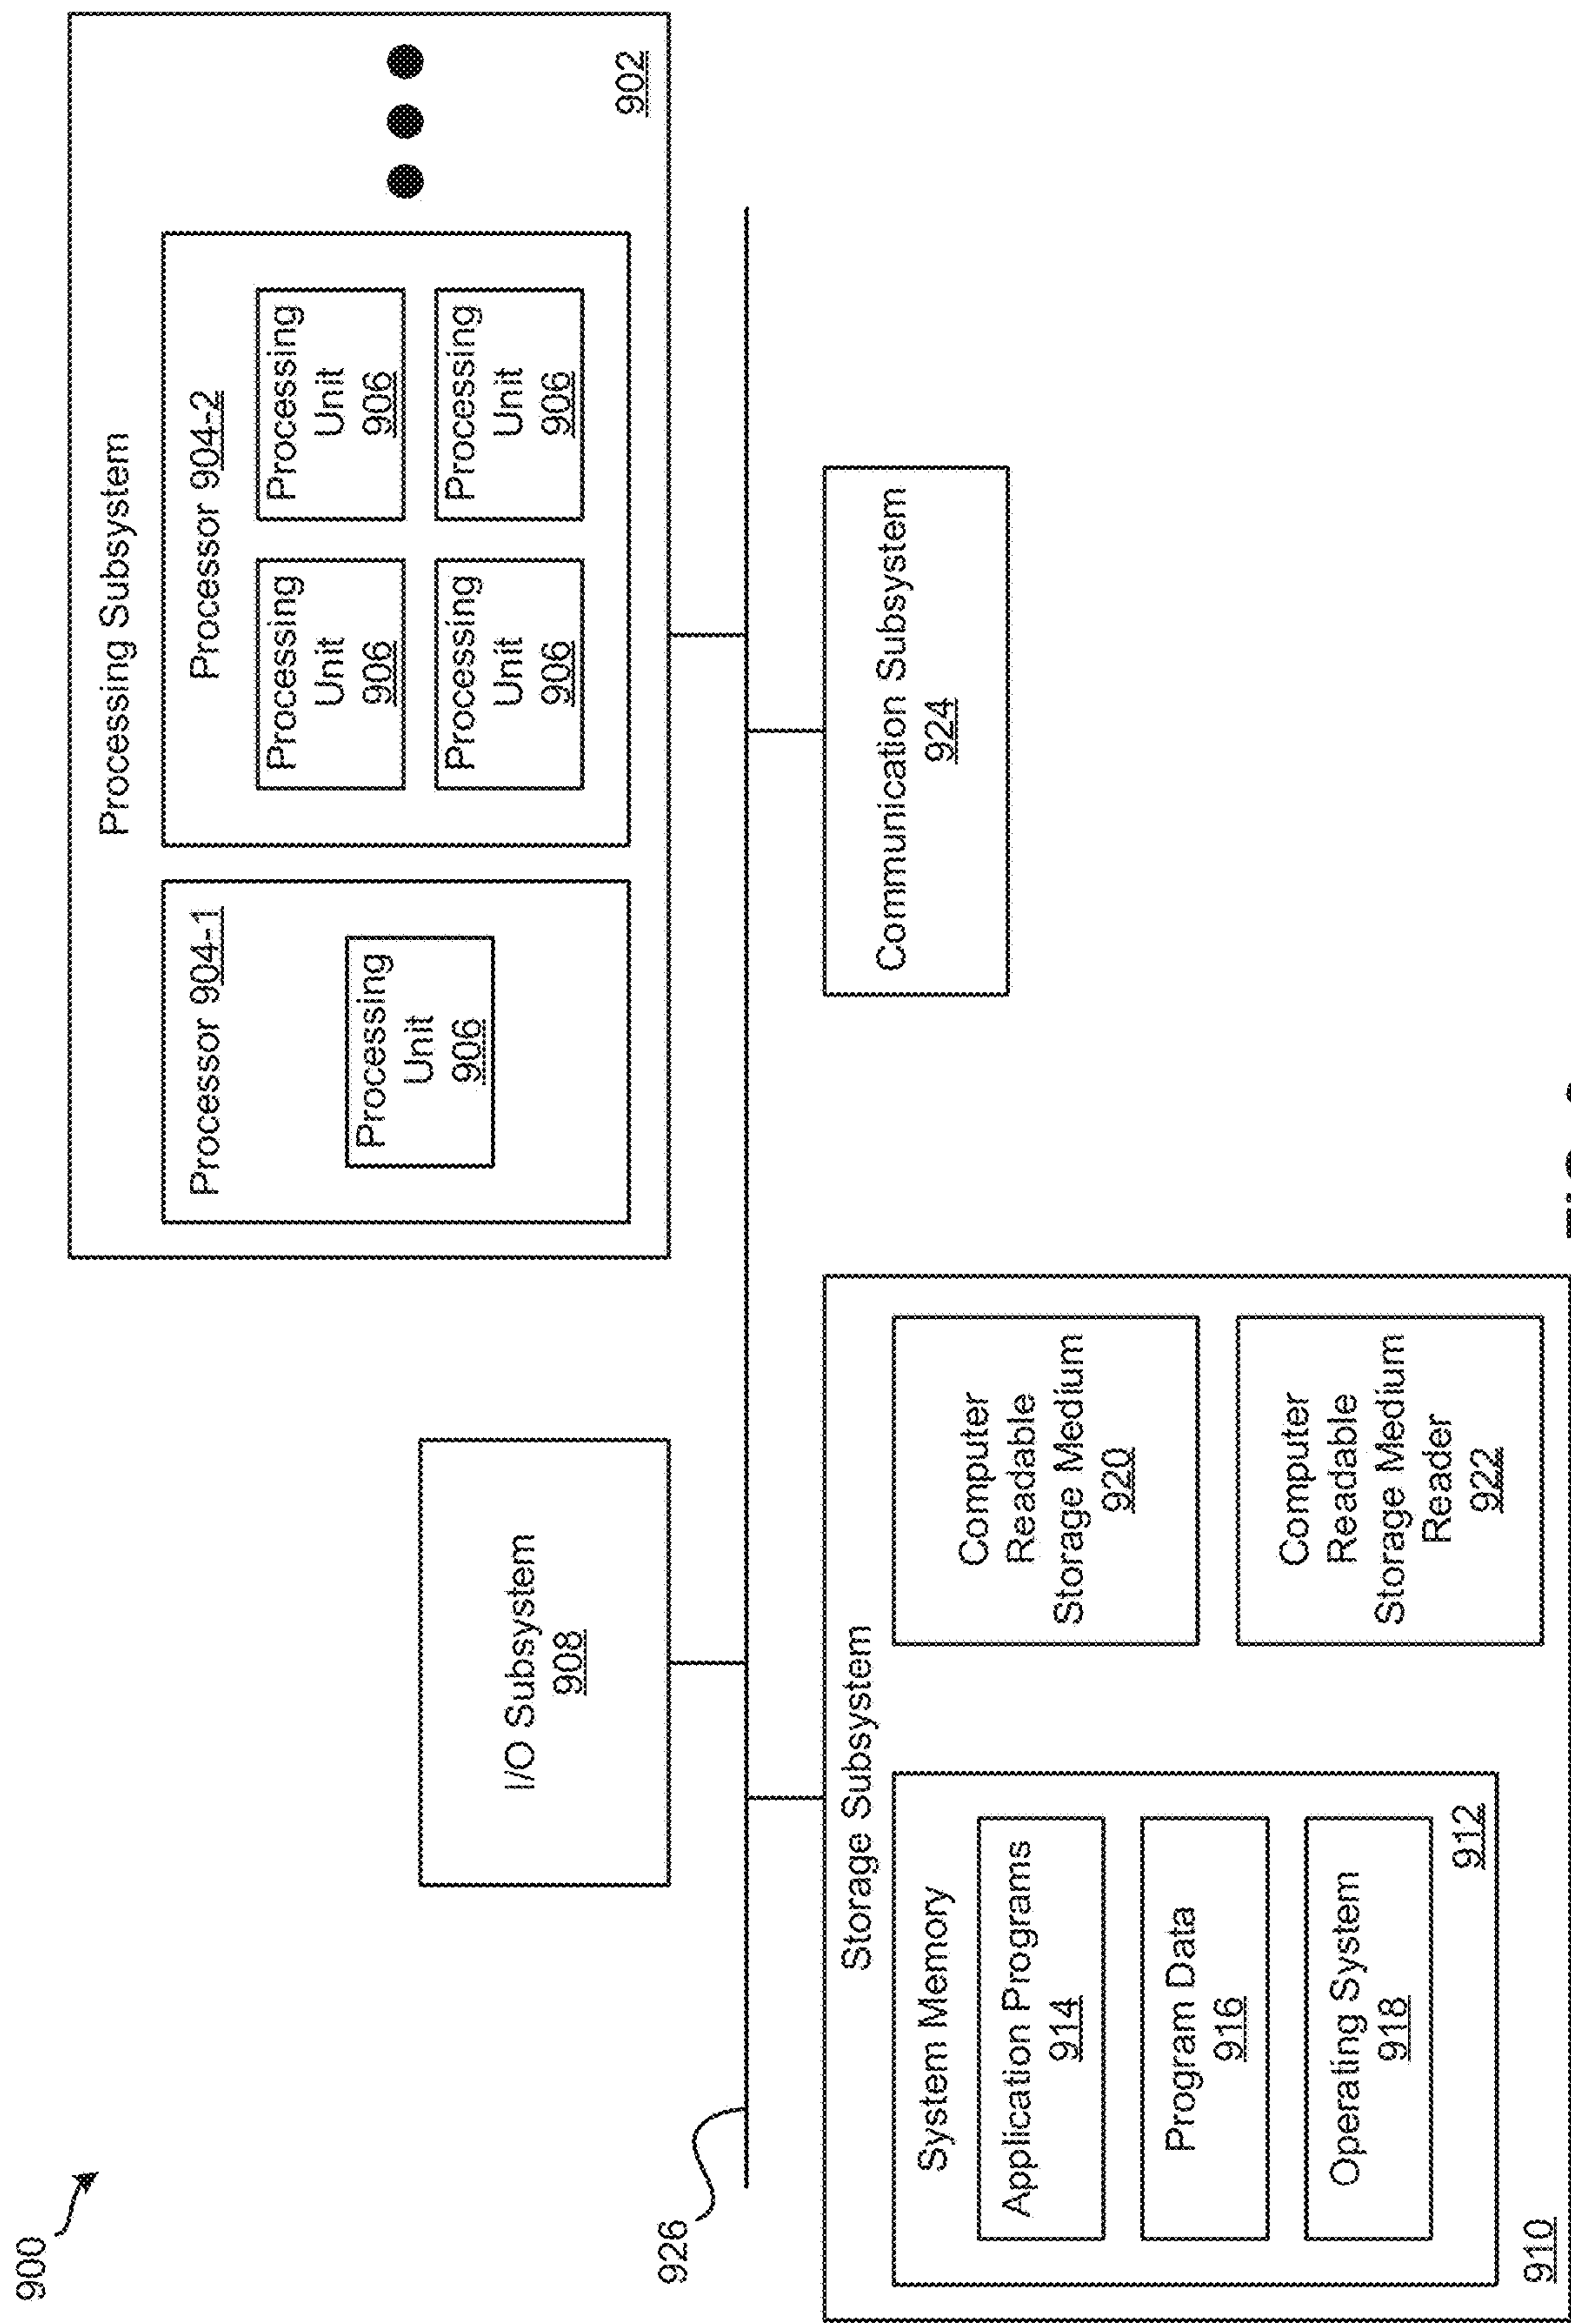 900
I/O Subsystem
908
Processing Subsystem
Processor 904-1
Processing
Unit
906
Processor 904-2
Processing
Unit
906
Processing
Unit
906
Processing
Unit
906
Processing
Unit
906
902
926
Storage Subsystem
System Memory
Application Programs
914
Program Data
916
Operating System
918
912
Computer
Readable
Storage Medium
920
Computer
Readable
Storage Medium
Reader
922
910
Communication Subsystem
924